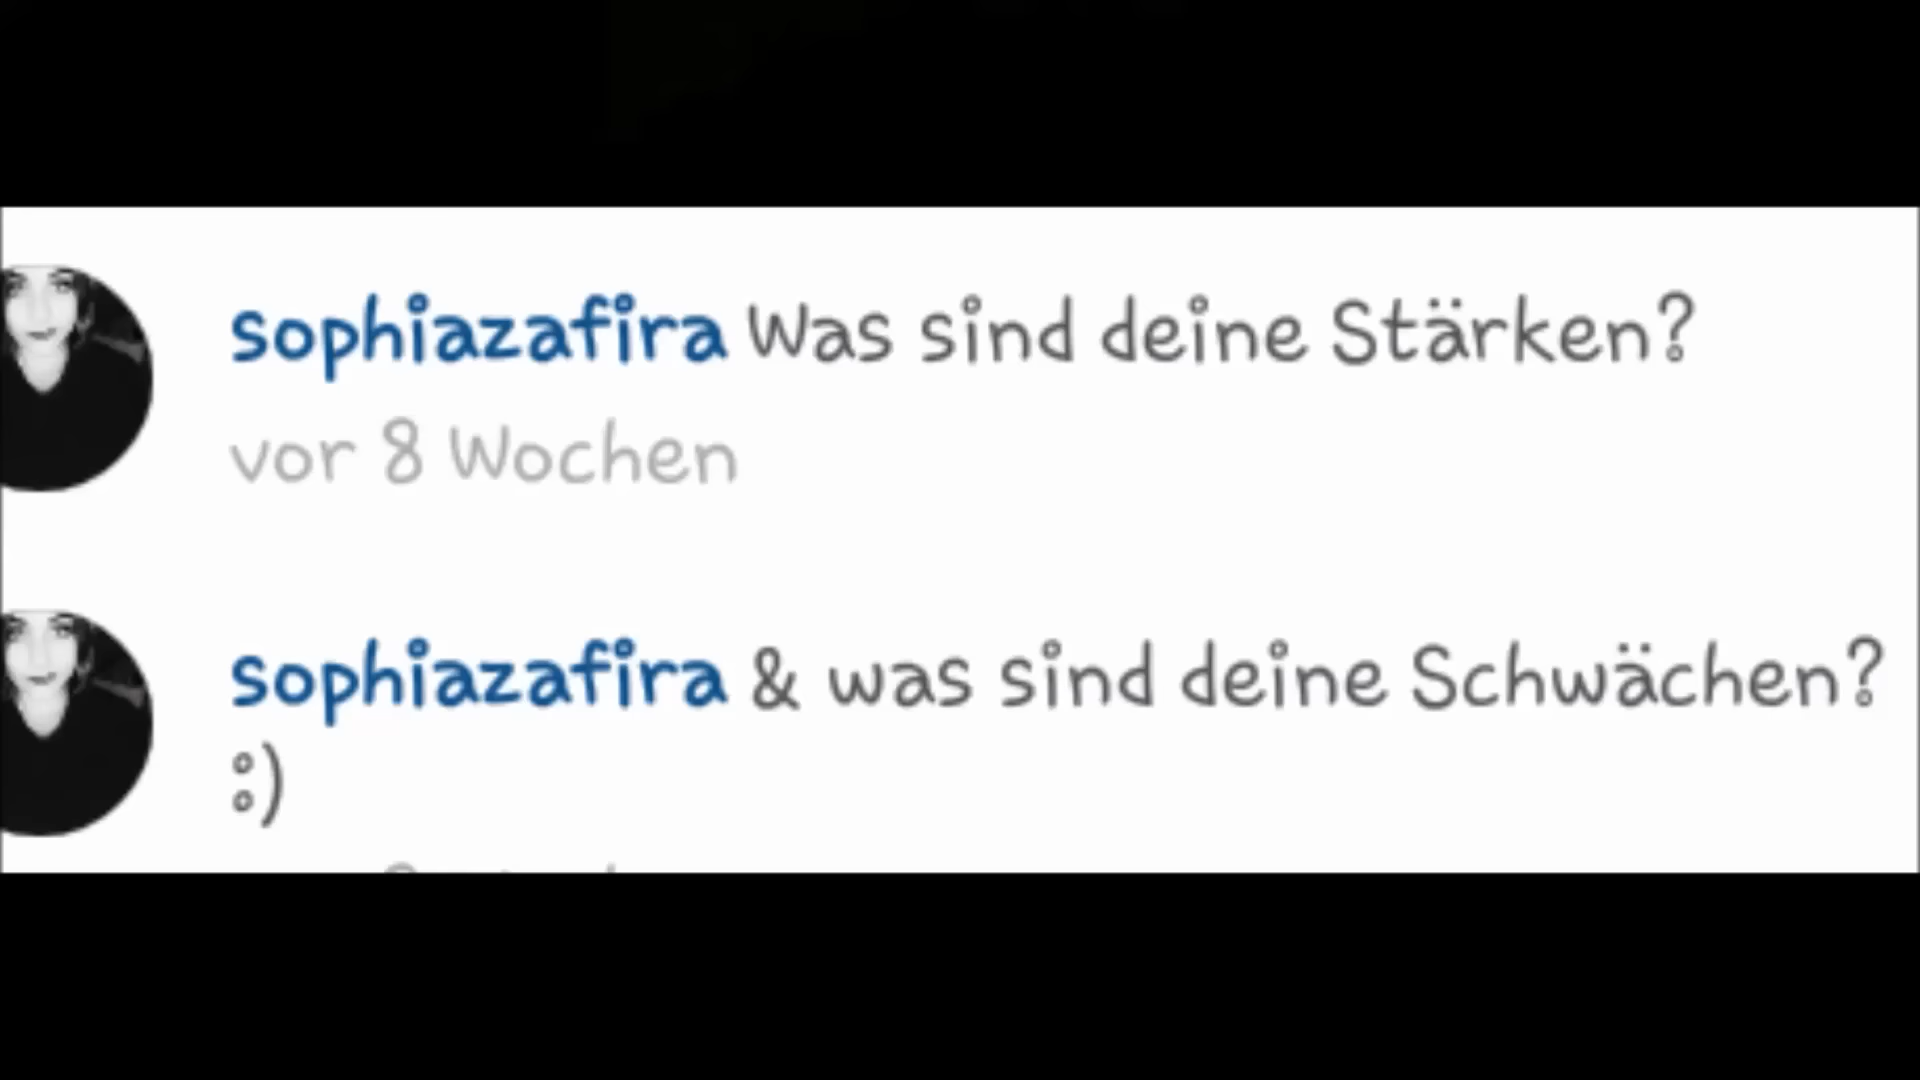 sophiazafira Was sind deine Stärken?
vor 8 Wochen
sophiazafira & was sind deine Schwächen?
:)